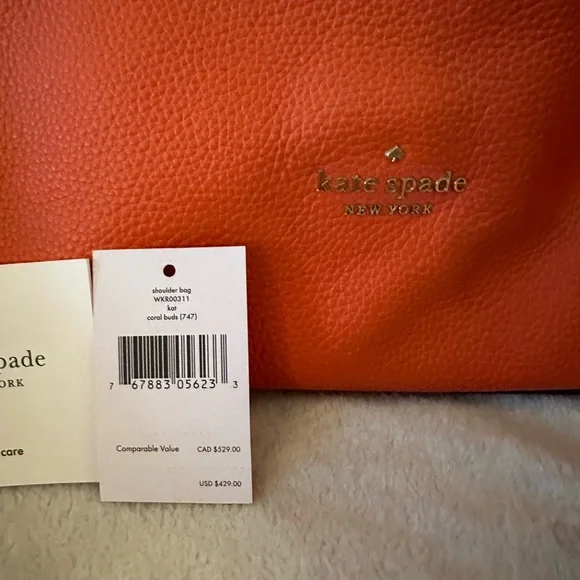 kate spade
NEW YORK
shoulder bag
WKR00311
kat
coral buds (747)
7 67883 05623 3
Comparable Value CAD $529.00
USD $429.00
pade
ORK
care